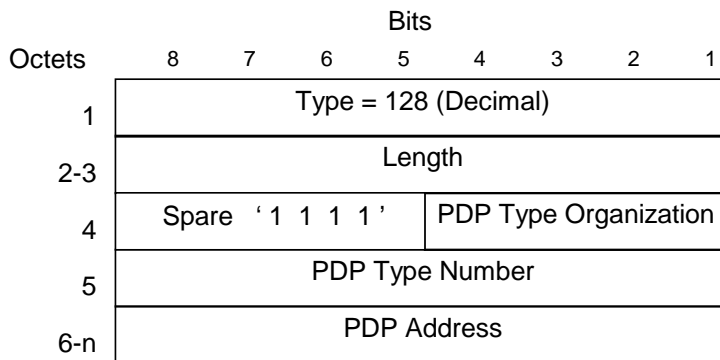 Bits
Octets 8 7 6 5 4 3 2 1
1 Type = 128 (Decimal)
2-3 Length
4 Spare ‘ 1 1 1 1 ’ PDP Type Organization
5 PDP Type Number
6-n PDP Address